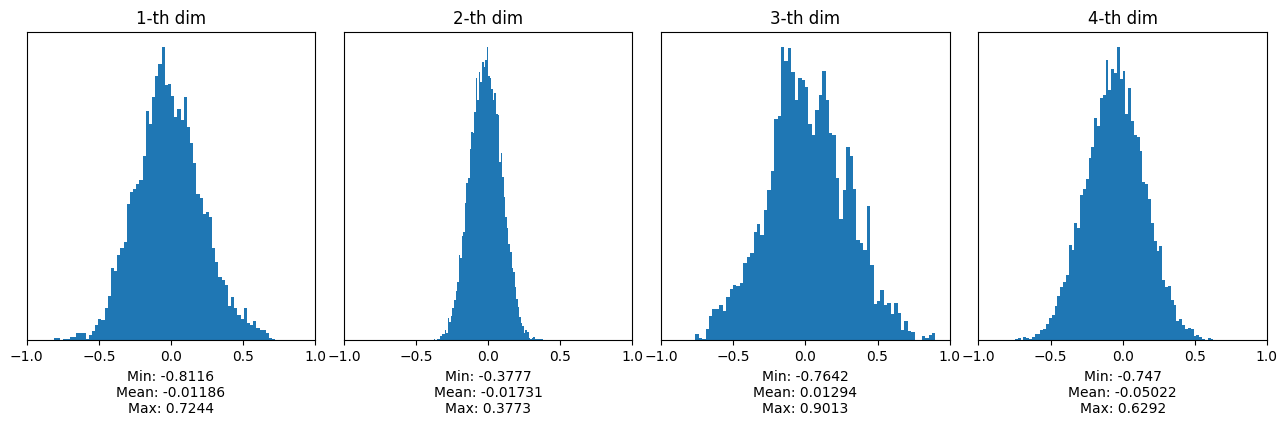 1-th dim
2-th dim
3-th dim
4-th dim
−1.0 −0.5 0.0 0.5 1.0
−1.0 −0.5 0.0 0.5 1.0
−1.0 −0.5 0.0 0.5 1.0
−1.0 −0.5 0.0 0.5 1.0
Min: -0.8116
Mean: -0.01186
Max: 0.7244
Min: -0.3777
Mean: -0.01731
Max: 0.3773
Min: -0.7642
Mean: 0.01294
Max: 0.9013
Min: -0.747
Mean: -0.05022
Max: 0.6292